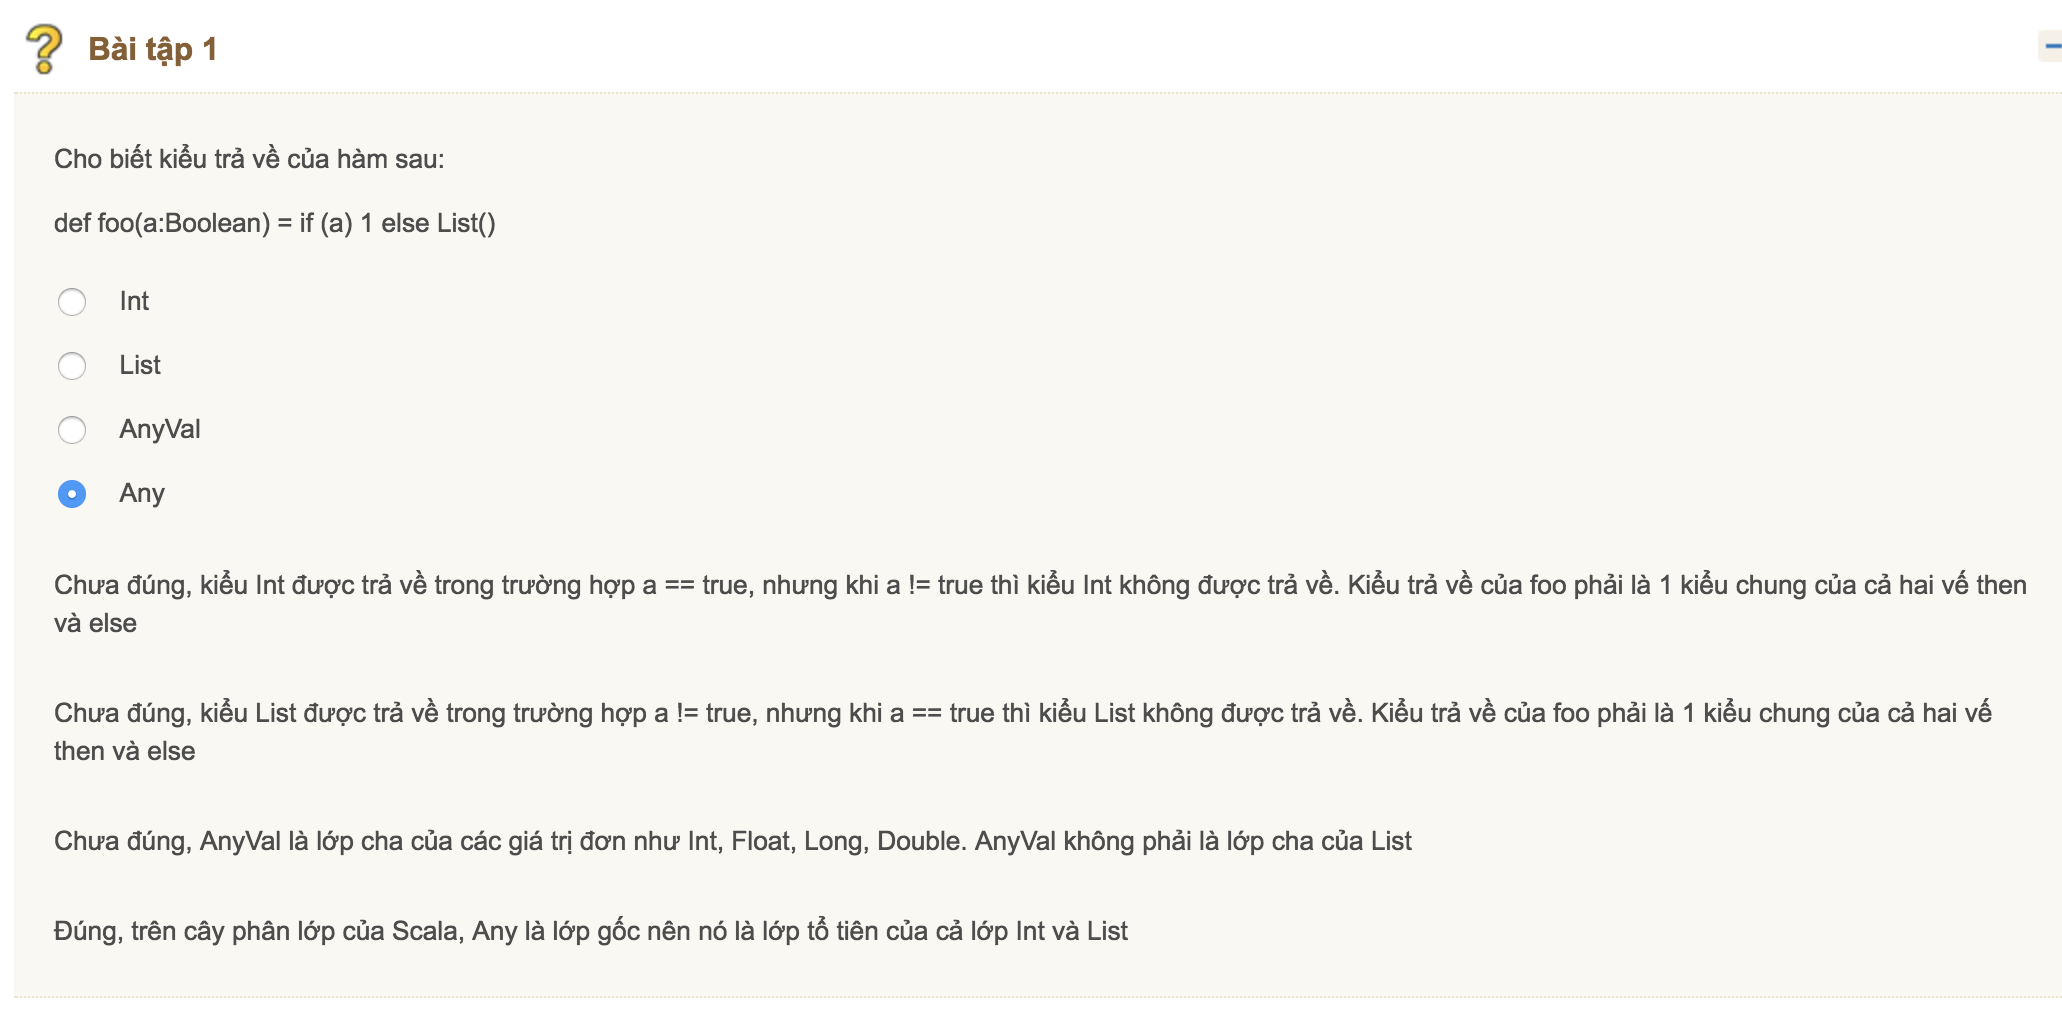 Bài tập 1
Cho biết kiểu trả về của hàm sau:
def foo(a:Boolean) = if (a) 1 else List()
Int
List
AnyVal
Any
Chưa đúng, kiểu Int được trả về trong trường hợp a == true, nhưng khi a != true thì kiểu Int không được trả về. Kiểu trả về của foo phải là 1 kiểu chung của cả hai vế then
và else
Chưa đúng, kiểu List được trả về trong trường hợp a != true, nhưng khi a == true thì kiểu List không được trả về. Kiểu trả về của foo phải là 1 kiểu chung của cả hai vế
then và else
Chưa đúng, AnyVal là lớp cha của các giá trị đơn như Int, Float, Long, Double. AnyVal không phải là lớp cha của List
Đúng, trên cây phân lớp của Scala, Any là lớp gốc nên nó là lớp tổ tiên của cả lớp Int và List